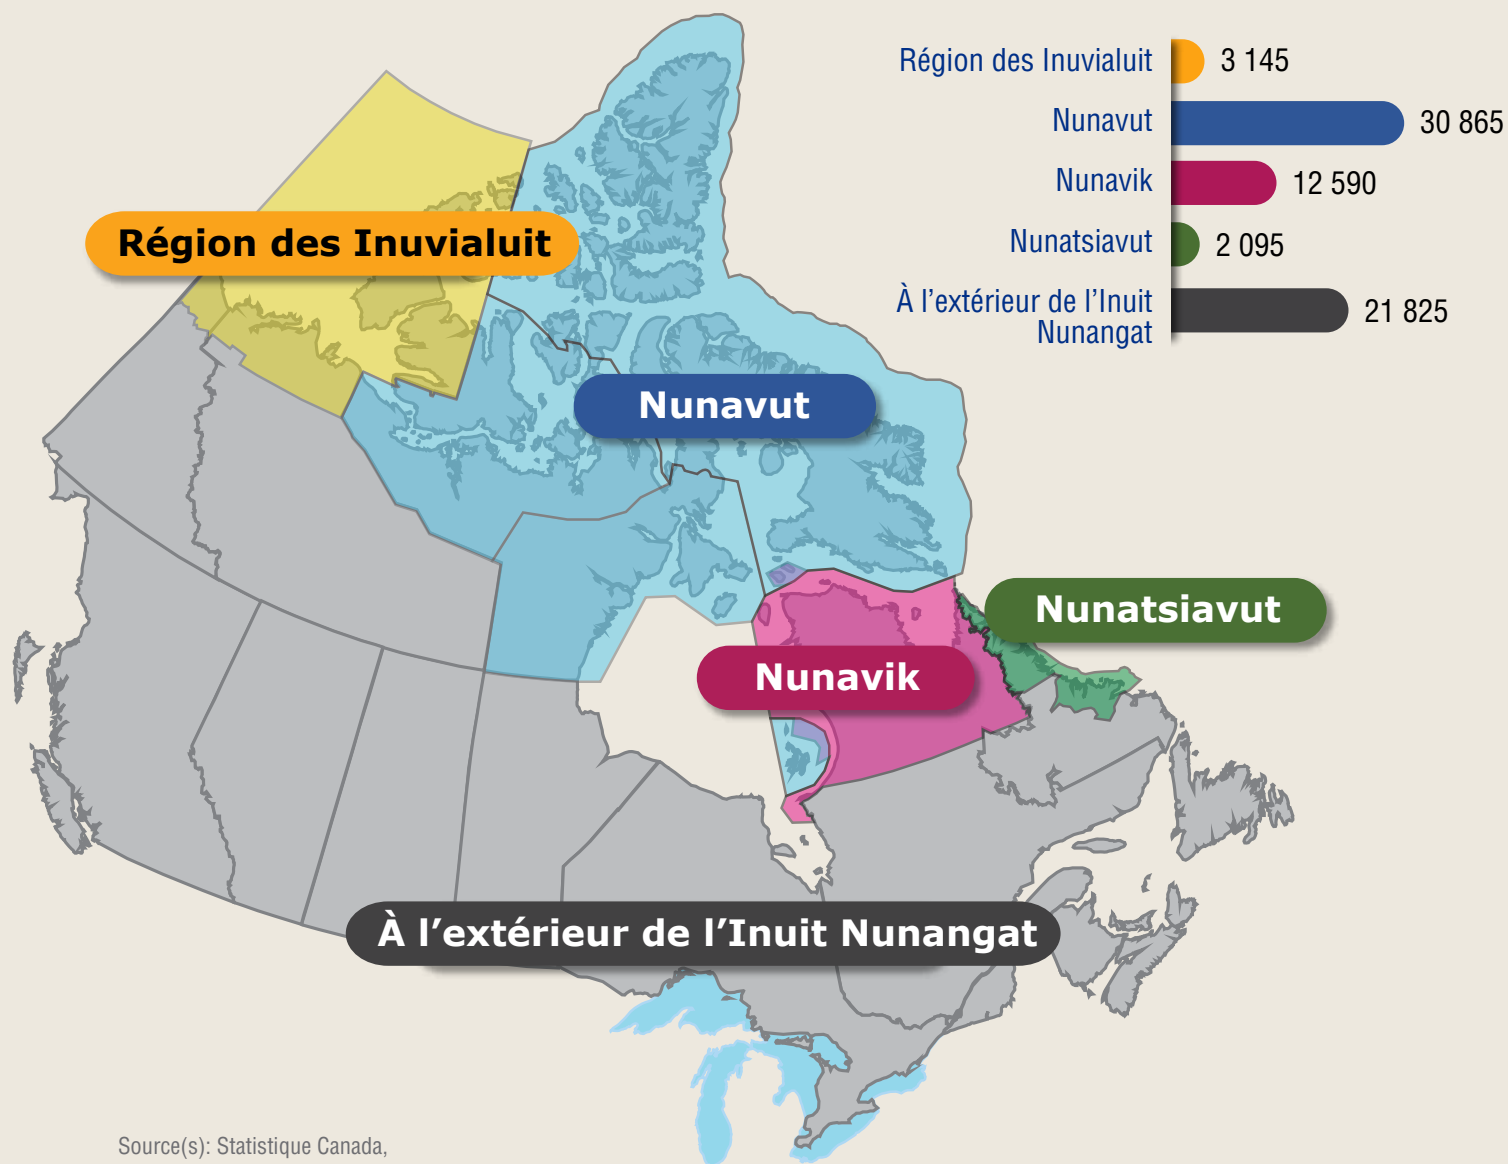 Région des Inuvialuit 3 145
Nunavut 30 865
Nunavik 12 590
Nunatsiavut 2 095
À l’extérieur de l’Inuit
Nunangat 21 825
Région des Inuvialuit
Nunavut
Nunatsiavut
Nunavik
À l’extérieur de l’Inuit Nunangat
Source(s): Statistique Canada,